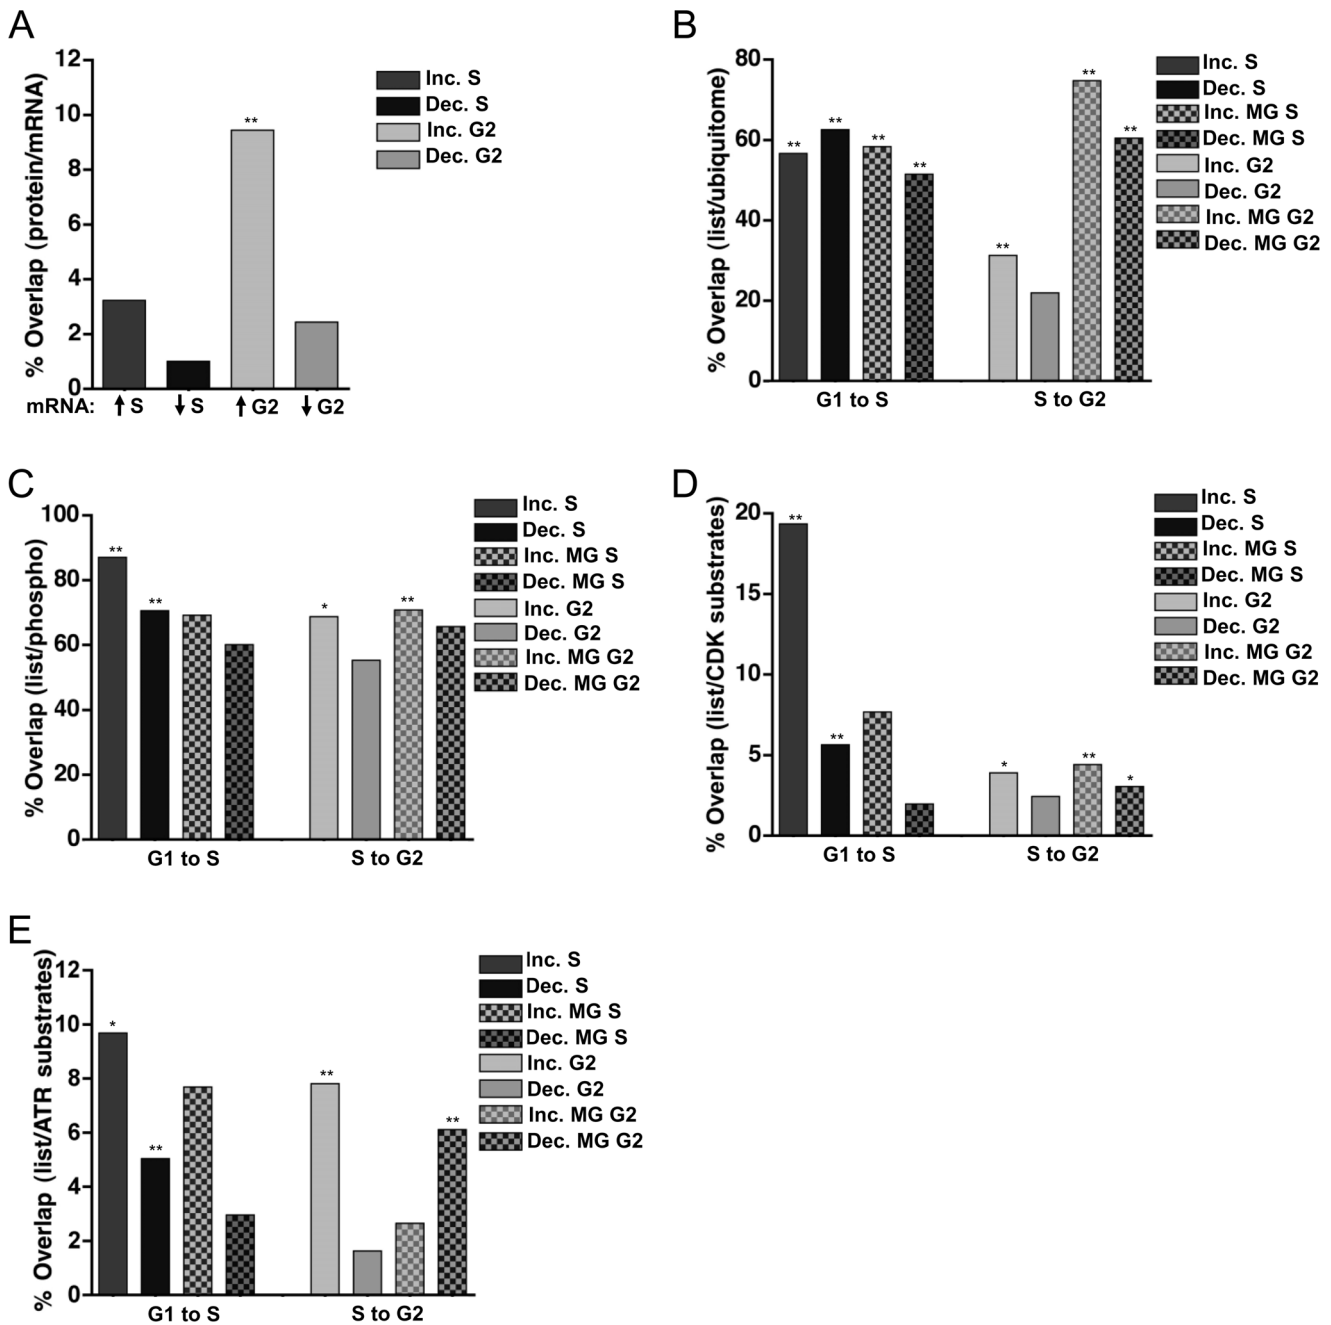 A
% Overlap (protein/mRNA)
12
10
8
6
4
2
0
**
mRNA: ↑ S ↓ S ↑ G2 ↓ G2
Inc. S
Dec. S
Inc. G2
Dec. G2
B
% Overlap (list/ubiquitome)
80
60
40
20
0
** ** ** ** ** ** **
G1 to S S to G2
Inc. S
Dec. S
Inc. MG S
Dec. MG S
Inc. G2
Dec. G2
Inc. MG G2
Dec. MG G2
C
% Overlap (list/phospho)
100
80
60
40
20
0
** ** * **
G1 to S S to G2
Inc. S
Dec. S
Inc. MG S
Dec. MG S
Inc. G2
Dec. G2
Inc. MG G2
Dec. MG G2
D
% Overlap (list/CDK substrates)
20
15
10
5
0
** ** * ** *
G1 to S S to G2
Inc. S
Dec. S
Inc. MG S
Dec. MG S
Inc. G2
Dec. G2
Inc. MG G2
Dec. MG G2
E
% Overlap (list/ATR substrates)
12
10
8
6
4
2
0
* ** ** **
G1 to S S to G2
Inc. S
Dec. S
Inc. MG S
Dec. MG S
Inc. G2
Dec. G2
Inc. MG G2
Dec. MG G2